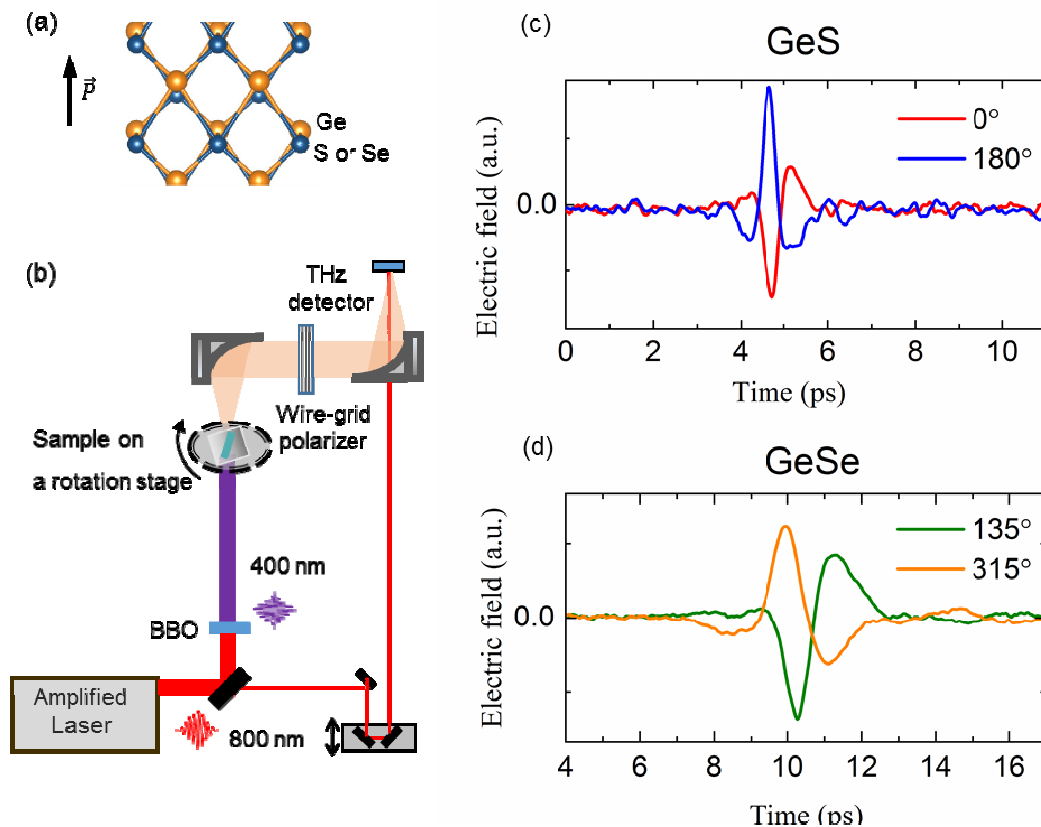 (a)
P
Ge
S or Se
(b)
THz
detector
Wire-grid
polarizer
Sample on
a rotation stage
400 nm
BBO
Amplified
Laser
800 nm
(c)
GeS
Electric field (a.u.)
0.0
0°
180°
0 2 4 6 8 10
Time (ps)
(d)
GeSe
Electric field (a.u.)
0.0
135°
315°
4 6 8 10 12 14 16
Time (ps)